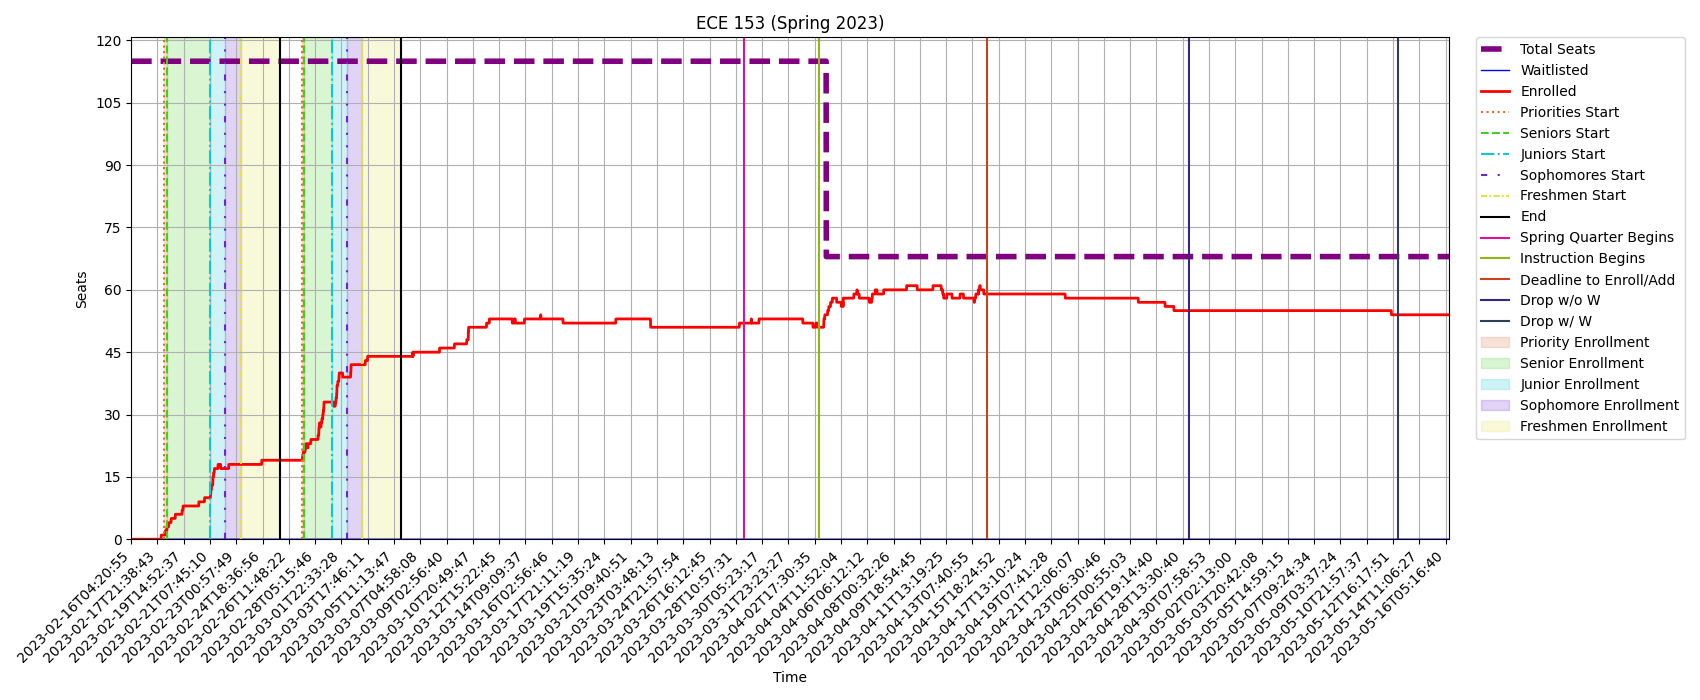 ECE 153 (Spring 2023)
Seats
120
105
90
75
60
45
30
15
0
2023-02-16T04:20:55
2023-02-17T21:38:43
2023-02-19T14:52:37
2023-02-21T07:45:10
2023-02-23T00:57:49
2023-02-24T18:36:56
2023-02-26T11:48:22
2023-02-28T05:15:46
2023-03-01T22:33:28
2023-03-03T17:46:11
2023-03-05T11:13:47
2023-03-07T04:58:08
2023-03-09T02:56:40
2023-03-10T20:49:47
2023-03-12T15:22:45
2023-03-14T09:09:37
2023-03-16T02:56:46
2023-03-17T21:11:19
2023-03-19T15:35:24
2023-03-21T09:40:51
2023-03-23T03:48:13
2023-03-24T21:57:54
2023-03-26T16:12:45
2023-03-28T10:57:31
2023-03-30T05:23:17
2023-03-31T23:23:27
2023-04-02T17:30:35
2023-04-04T11:52:04
2023-04-06T06:12:12
2023-04-08T00:32:26
2023-04-09T18:54:45
2023-04-11T13:19:25
2023-04-13T07:40:55
2023-04-15T18:24:52
2023-04-17T13:10:24
2023-04-19T07:41:28
2023-04-21T12:06:07
2023-04-23T06:30:46
2023-04-25T00:55:03
2023-04-26T19:14:40
2023-04-28T13:30:40
2023-04-30T07:58:53
2023-05-02T02:13:00
2023-05-03T20:42:08
2023-05-05T14:59:15
2023-05-07T09:24:34
2023-05-09T03:37:24
2023-05-10T21:57:37
2023-05-12T16:17:51
2023-05-14T11:06:27
2023-05-16T05:16:40
Time
Total Seats
Waitlisted
Enrolled
Priorities Start
Seniors Start
Juniors Start
Sophomores Start
Freshmen Start
End
Spring Quarter Begins
Instruction Begins
Deadline to Enroll/Add
Drop w/o W
Drop w/ W
Priority Enrollment
Senior Enrollment
Junior Enrollment
Sophomore Enrollment
Freshmen Enrollment